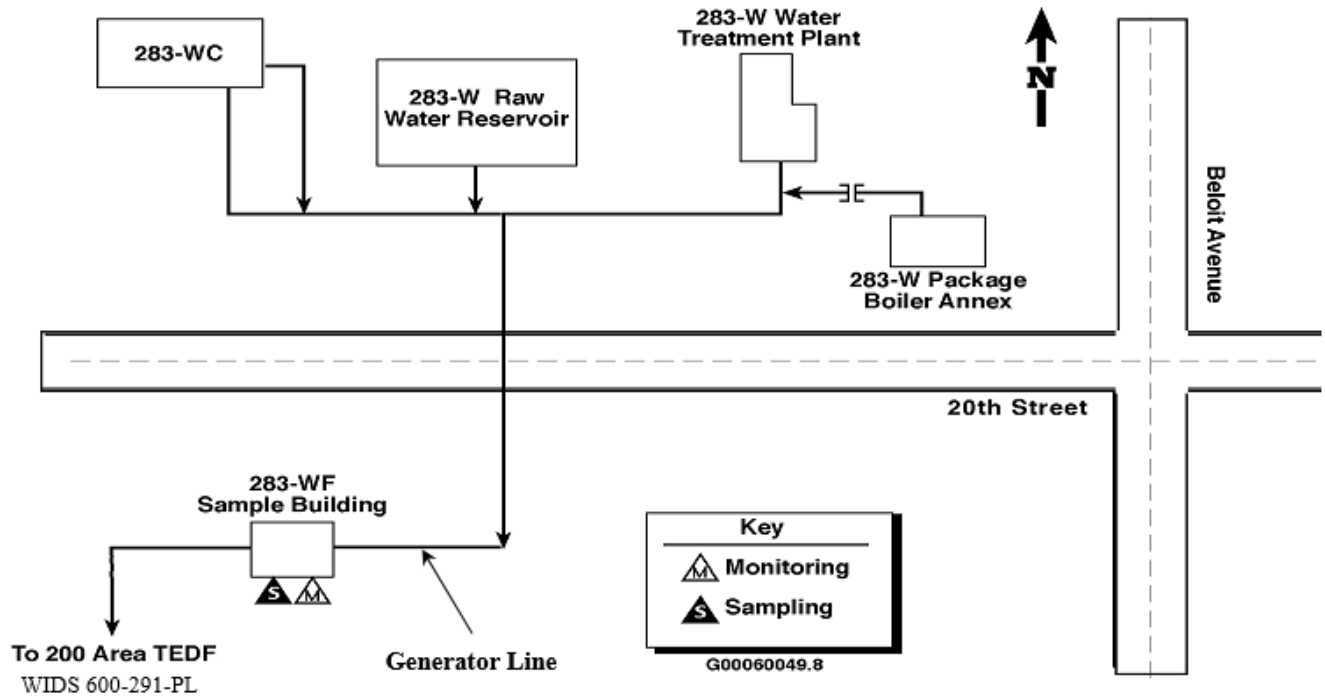 283-WC
283-W Raw
Water Reservoir
283-W Water
Treatment Plant
N
283-W Package
Boiler Annex
Beloit Avenue
20th Street
283-WF
Sample Building
S
M
To 200 Area TEDF
WIDS 600-291-PL
Generator Line
Key
M Monitoring
S Sampling
G00060049.8